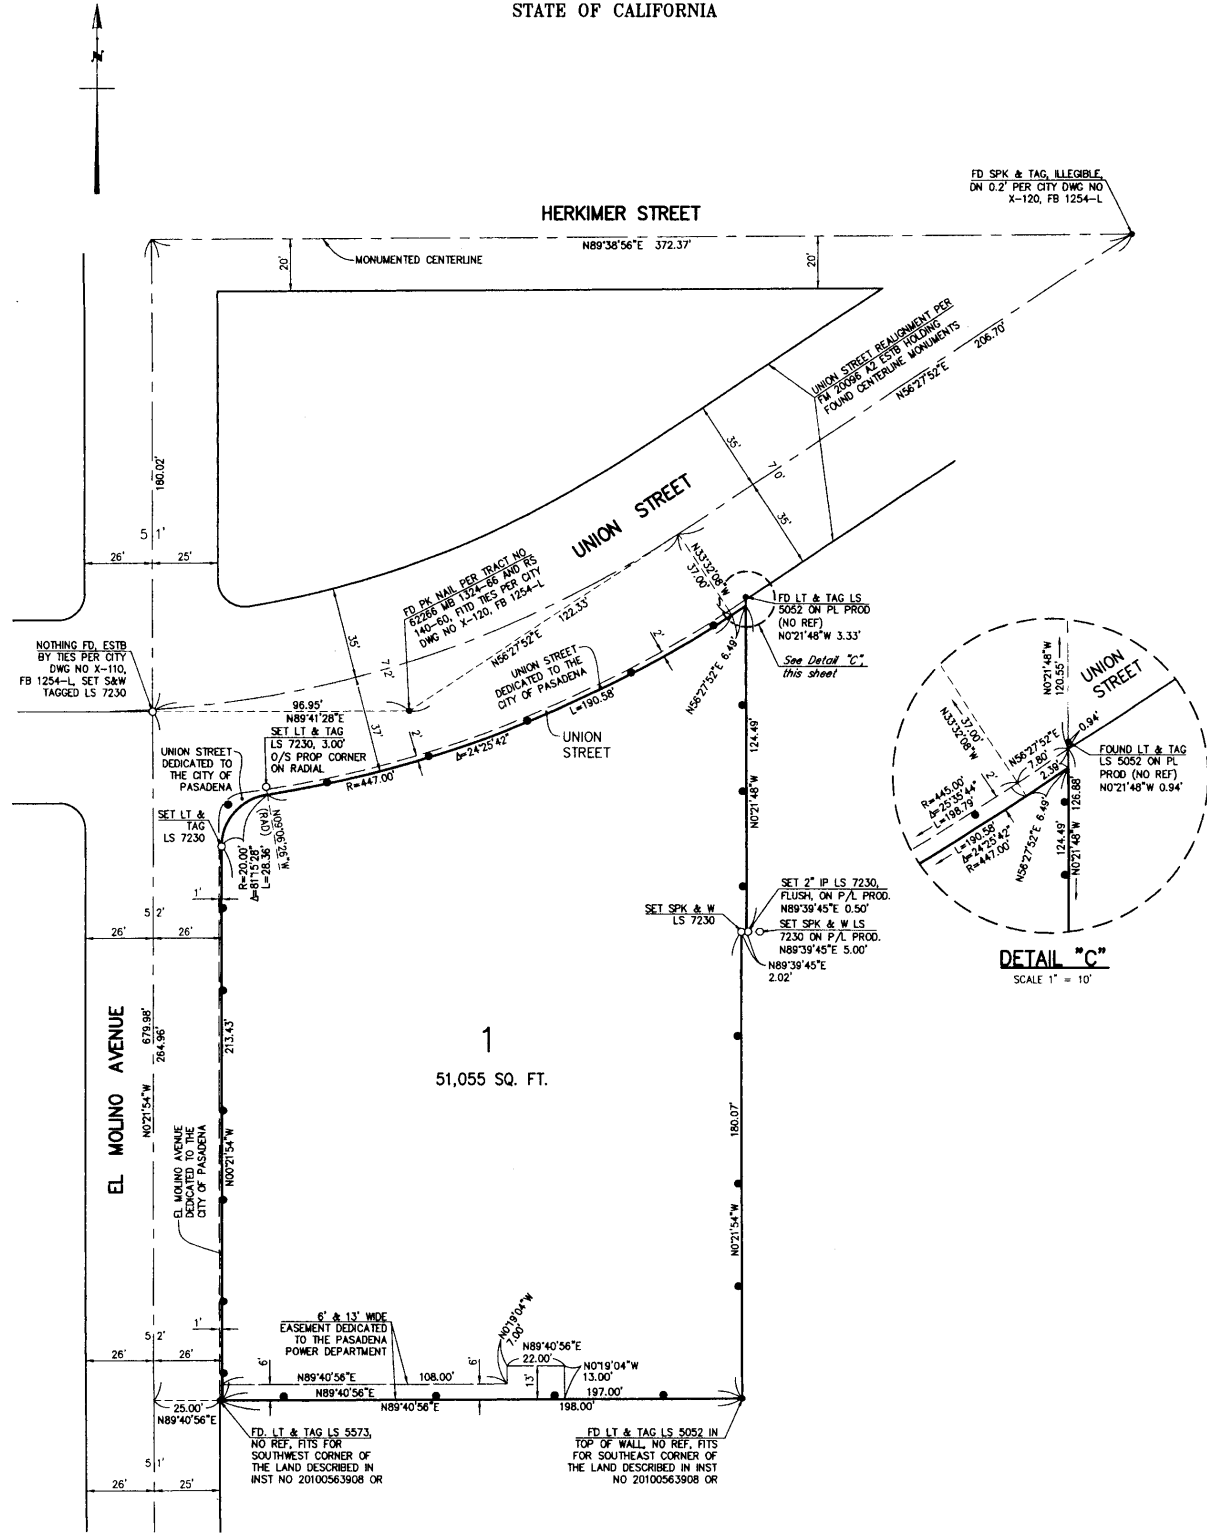 STATE OF CALIFORNIA
N
FD SPK & TAG, ILLEGIBLE,
DN 0.2' PER CITY DWG NO
X-120, FB 1254-L
HERKIMER STREET
N89°38'56"E 372.37'
MONUMENTED CENTERLINE
20'
20'
UNION STREET REALIGNMENT PER
FM 20096 A2 ESTB HOLDING
FOUND CENTERLINE MONUMENTS
206.70'
N56°27'52"E
180.02'
51'
26'
25'
35'
70'
35'
UNION STREET
FD PK NAIL PER TRACT NO
62266 MB 1324-66 AND RS
140-60, FITD TIES PER CITY
DWG NO X-120, FB 1254-L
N33°32'08"W
37.00'
N56°27'52"E 122.33'
35'
72'
37'
FD LT & TAG LS
5052 ON PL PROD
(NO REF)
N0°21'48"W 3.33'
See Detail "C",
this sheet
NOTHING FD, ESTB
BY TIES PER CITY
DWG NO X-110,
FB 1254-L, SET S&W
TAGGED LS 7230
96.95'
N89°41'28"E
SET LT & TAG
LS 7230, 3.00'
O/S PROP CORNER
ON RADIAL
UNION STREET
DEDICATED TO THE
CITY OF PASADENA
L=190.58'
2'
2'
N56°27'52"E 6.49'
UNION
STREET
Δ=24°25'42"
R=447.00'
UNION STREET
DEDICATED TO
THE CITY OF
PASADENA
SET LT &
TAG
LS 7230
R=20.00'
Δ=81°15'28"
L=28.36'
(RAD)
N09°06'26"W
124.49'
N0°21'48"W
N0°21'48"W
120.55'
UNION
STREET
37.00'
N33°32'08"W
N56°27'52"E
7.80'
0.94'
2.39'
2'
FOUND LT & TAG
LS 5052 ON PL
PROD (NO REF)
N0°21'48"W 0.94'
R=445.00'
Δ=25°35'44"
L=198.79'
L=190.58'
Δ=24°25'42"
R=447.00'
N56°27'52"E 6.49'
124.49'
N0°21'48"W 126.88'
DETAIL "C"
SCALE 1" = 10'
1'
52'
26'
26'
SET SPK & W
LS 7230
SET 2" IP LS 7230,
FLUSH, ON P/L PROD.
N89°39'45"E 0.50'
SET SPK & W LS
7230 ON P/L PROD.
N89°39'45"E 5.00'
N89°39'45"E
2.02'
EL MOLINO AVENUE
679.98'
264.96'
N0°21'54"W
213.43'
N00°21'54"W
1
51,055 SQ. FT.
180.07'
N0°21'54"W
EL MOLINO AVENUE
DEDICATED TO THE
CITY OF PASADENA
1'
52'
26'
26'
6' & 13' WIDE
EASEMENT DEDICATED
TO THE PASADENA
POWER DEPARTMENT
N0°19'04"W
7.00'
N89°40'56"E
22.00'
N0°19'04"W
13.00'
6'
6'
13'
N89°40'56"E 108.00'
N89°40'56"E 197.00'
N89°40'56"E 198.00'
25.00'
N89°40'56"E
FD. LT & TAG LS 5573,
NO REF, FITS FOR
SOUTHWEST CORNER OF
THE LAND DESCRIBED IN
INST NO 20100563908 OR
FD LT & TAG LS 5052 IN
TOP OF WALL, NO REF, FITS
FOR SOUTHEAST CORNER OF
THE LAND DESCRIBED IN INST
NO 20100563908 OR
51'
26'
25'